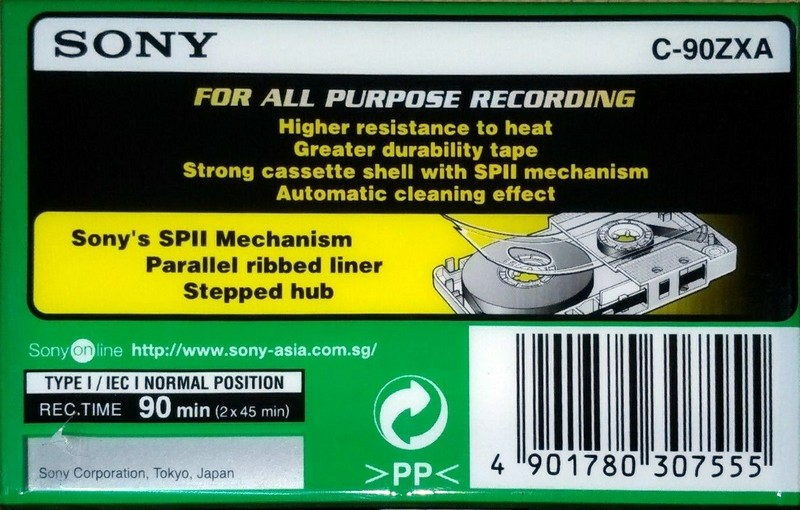 SONY
C-90ZXA
FOR ALL PURPOSE RECORDING
Higher resistance to heat
Greater durability tape
Strong cassette shell with SPII mechanism
Automatic cleaning effect
Sony's SPII Mechanism
Parallel ribbed liner
Stepped hub
Sony on line http://www.sony-asia.com.sg/
TYPE I / IEC I NORMAL POSITION
REC.TIME 90 min (2 x 45 min)
Sony Corporation, Tokyo, Japan
>PP<
4 901780 307555